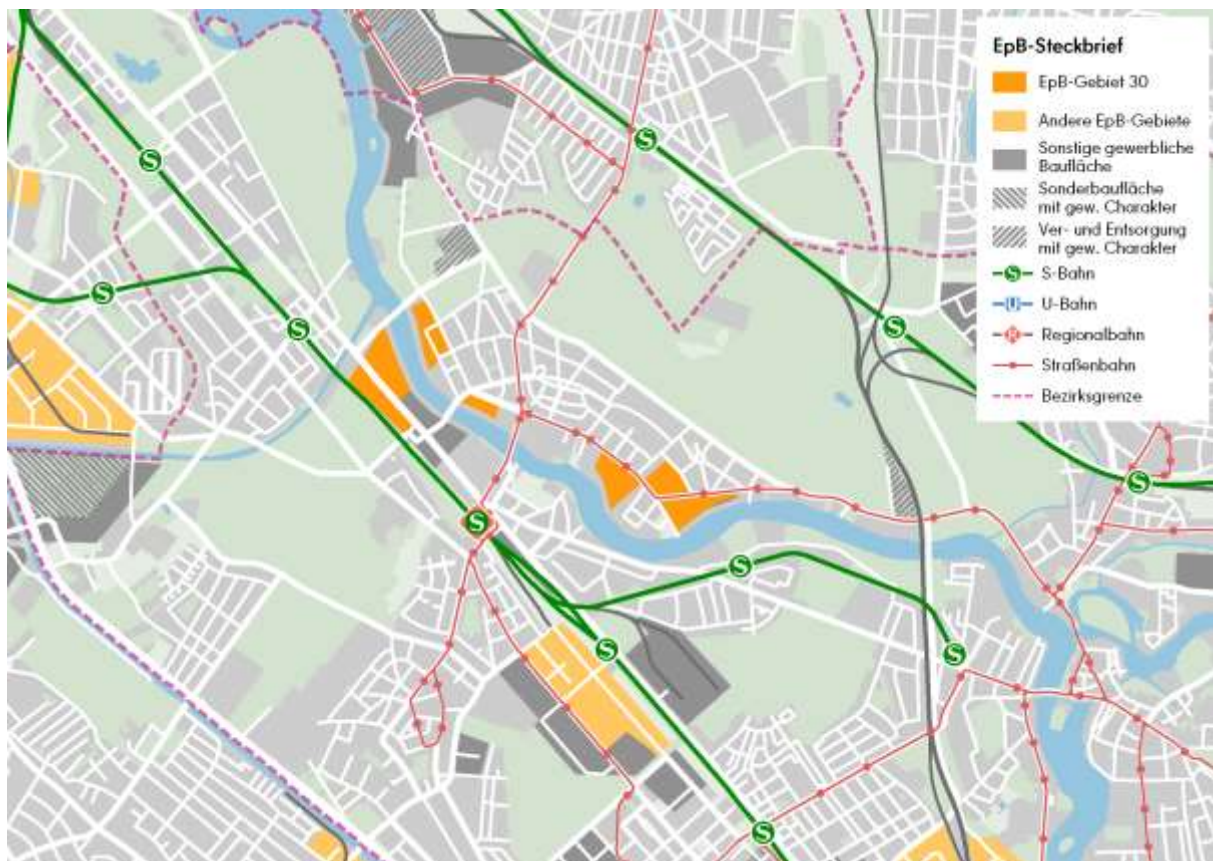 EpB-Steckbrief
EpB-Gebiet 30
Andere EpB-Gebiete
Sonstige gewerbliche
Baufläche
Sonderbaufläche
mit gew. Charakter
Ver- und Entsorgung
mit gew. Charakter
S S-Bahn
U U-Bahn
R Regionalbahn
Straßenbahn
Bezirksgrenze
S
S
S
S
S
S
S
S
S
S
S